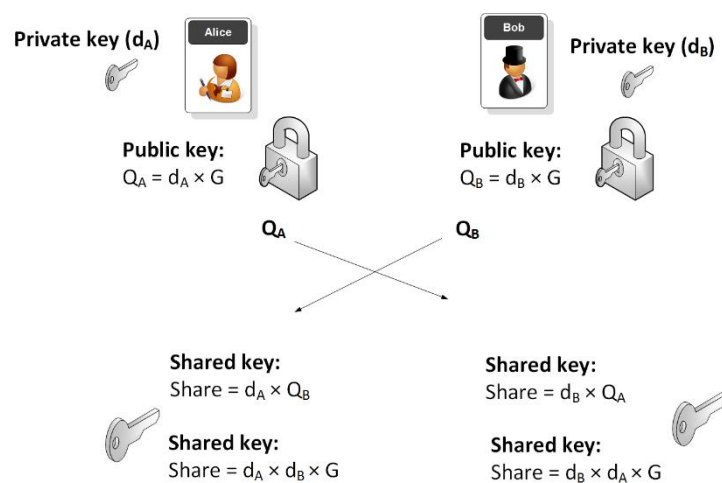 Private key (dA)
Alice
Bob
Private key (dB)
Public key:
QA = dA × G
Public key:
QB = dB × G
QA
QB
Shared key:
Share = dA × QB
Shared key:
Share = dB × QA
Shared key:
Share = dA × dB × G
Shared key:
Share = dB × dA × G